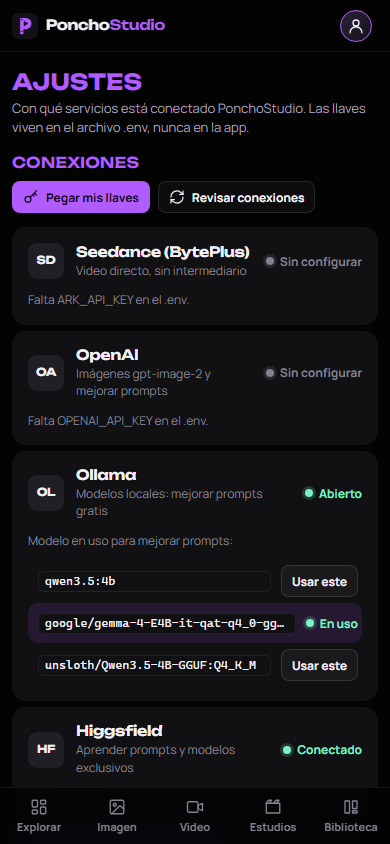 PonchoStudio
AJUSTES
Con qué servicios está conectado PonchoStudio. Las llaves
viven en el archivo .env, nunca en la app.
CONEXIONES
Pegar mis llaves
Revisar conexiones
SD
Seedance (BytePlus)
Video directo, sin intermediario
Sin configurar
Falta ARK_API_KEY en el .env.
OA
OpenAI
Imágenes gpt-image-2 y
mejorar prompts
Sin configurar
Falta OPENAI_API_KEY en el .env.
OL
Ollama
Modelos locales: mejorar prompts
gratis
Abierto
Modelo en uso para mejorar prompts:
qwen3.5:4b
Usar este
google/gemma-4-E4B-it-qat-q4_0-gg…
En uso
unsloth/Qwen3.5-4B-GGUF:Q4_K_M
Usar este
HF
Higgsfield
Aprender prompts y modelos
exclusivos
Conectado
Explorar
Imagen
Video
Estudios
Biblioteca